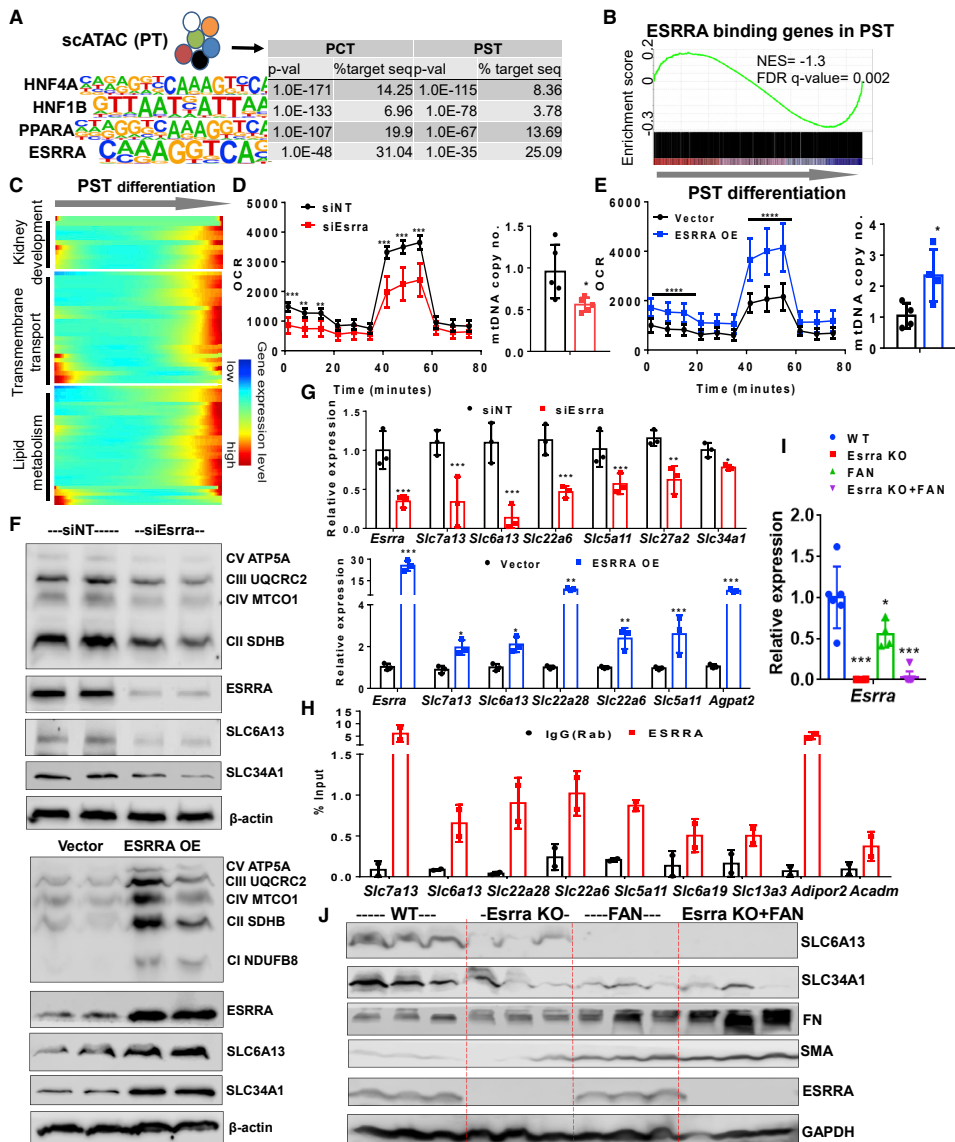 A
scATAC (PT)
PCT PST
p-val %target seq p-val % target seq
HNF4A 1.0E-171 14.25 1.0E-115 8.36
HNF1B 1.0E-133 6.96 1.0E-78 3.78
PPARA 1.0E-107 19.9 1.0E-67 13.69
ESRRA 1.0E-48 31.04 1.0E-35 25.09
B
ESRRA binding genes in PST
0.2
NES= -1.3
FDR q-value= 0.002
Enrichment score
-0.3
PST differentiation
C
PST differentiation
Kidney development
Transmembrane transport
Lipid metabolism
low
Gene expression level
high
D
siNT
siEsrra
OCR
5000
4000
3000
2000
1000
0
*** ** **
*** *** ***
0 20 40 60 80
Time (minutes)
mtDNA copy no.
1.5
1.0
0.5
0.0
*
E
Vector
ESRRA OE
OCR
6000
4000
2000
0
****
****
0 20 40 60 80
Time (minutes)
mtDNA copy no.
4
3
2
1
0
*
F
---siNT----- --siEsrra--
CV ATP5A
CIII UQCRC2
CIV MTCO1
CII SDHB
ESRRA
SLC6A13
SLC34A1
β-actin
Vector ESRRA OE
CV ATP5A
CIII UQCRC2
CIV MTCO1
CII SDHB
CI NDUFB8
ESRRA
SLC6A13
SLC34A1
β-actin
G
siNT siEsrra
Relative expression
1.5
1.0
0.5
0.0
*** *** *** *** *** ** *
Esrra Slc7a13 Slc6a13 Slc22a6 Slc5a11 Slc27a2 Slc34a1
Vector ESRRA OE
Relative expression
30
20
10
4
2
0
*** * * ** ** *** ***
Esrra Slc7a13 Slc6a13 Slc22a28 Slc22a6 Slc5a11 Agpat2
H
IgG(Rab) ESRRA
% Input
15
10
5
1.0
0.5
0.0
Slc7a13 Slc6a13 Slc22a28 Slc22a6 Slc5a11 Slc6a19 Slc13a3 Adipor2 Acadm
I
WT
Esrra KO
FAN
Esrra KO+FAN
Relative expression
2.0
1.5
1.0
0.5
0.0
*** * ***
Esrra
J
----- WT--- -Esrra KO- ----FAN--- Esrra KO+FAN
SLC6A13
SLC34A1
FN
SMA
ESRRA
GAPDH